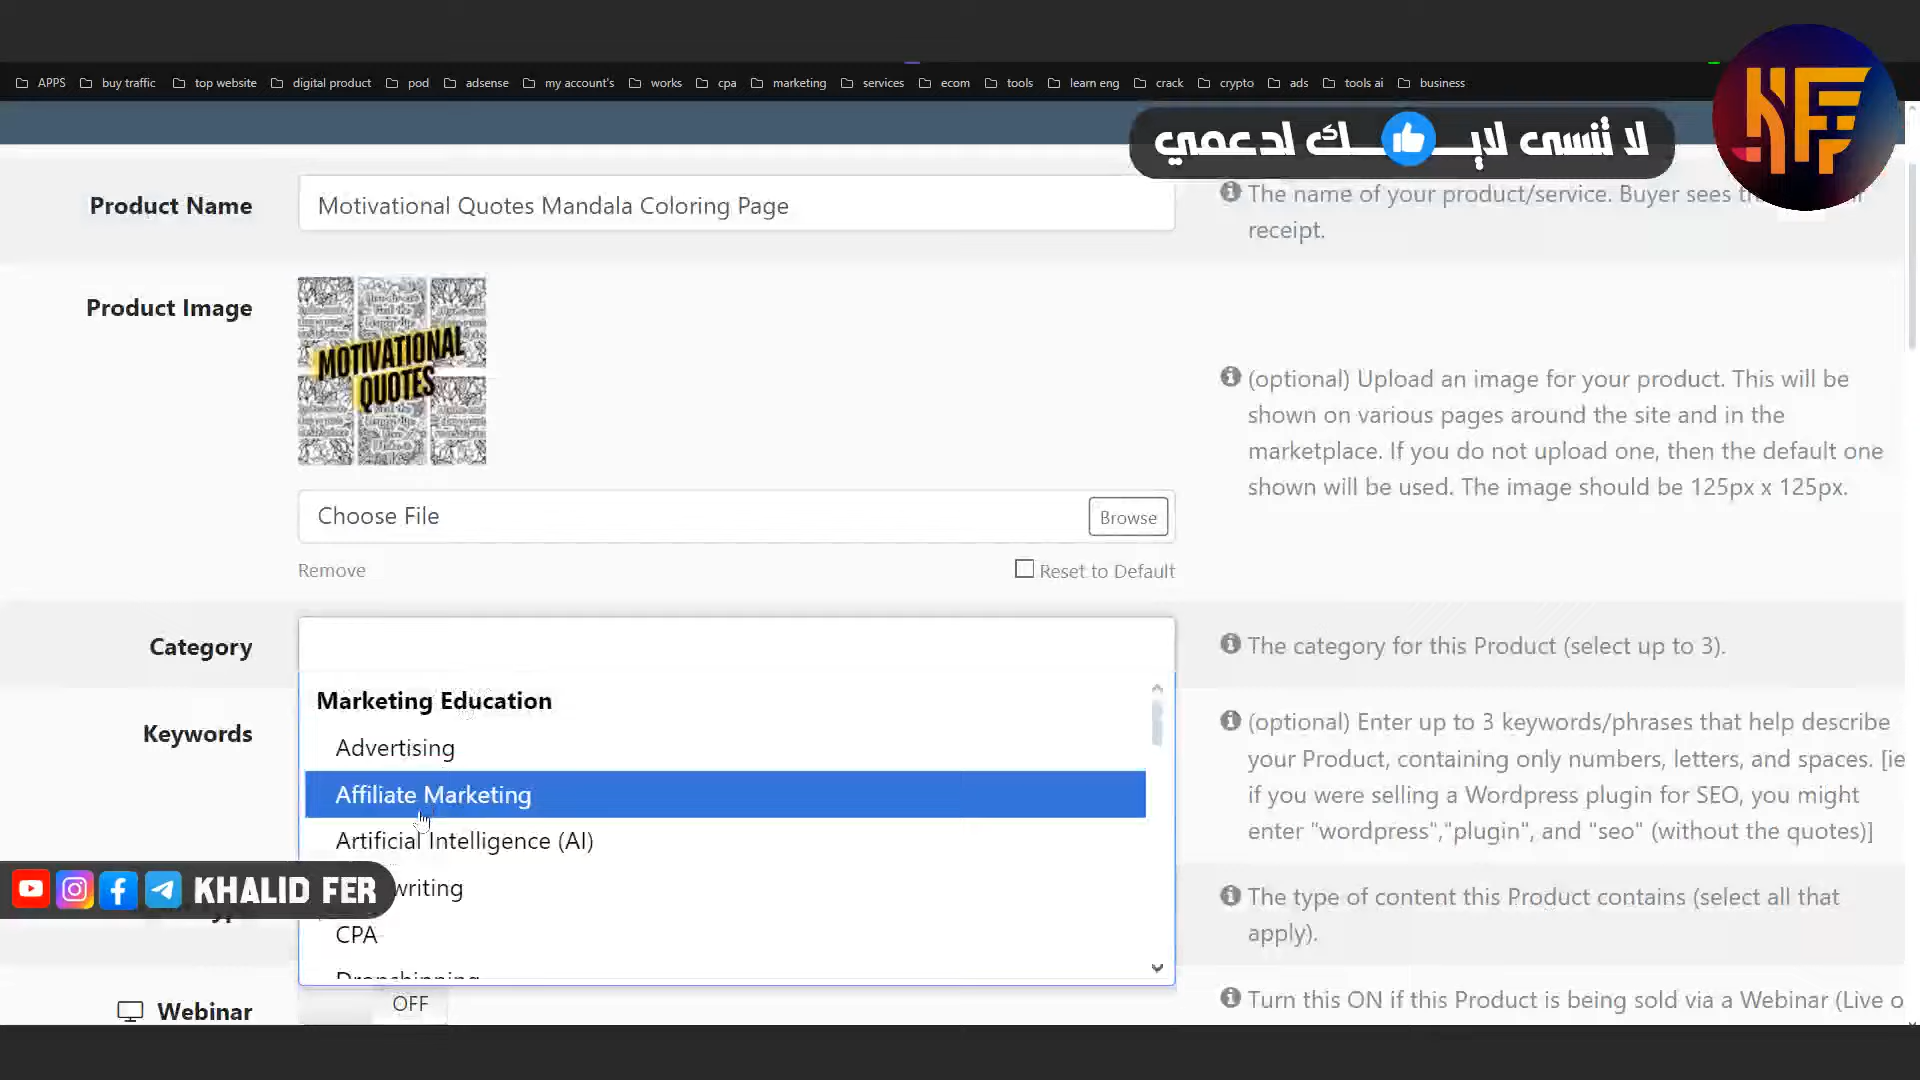 APPS buy traffic top website digital product pod adsense my account's works cpa marketing services ecom tools learn eng crack crypto ads tools ai business
لا تنسى لايـــك لدعمي
KF
Product Name
Motivational Quotes Mandala Coloring Page
The name of your product/service. Buyer sees
receipt.
Product Image
MOTIVATIONAL
QUOTES
(optional) Upload an image for your product. This will be
shown on various pages around the site and in the
marketplace. If you do not upload one, then the default one
shown will be used. The image should be 125px x 125px.
Choose File
Browse
Remove
Reset to Default
Category
The category for this Product (select up to 3).
Marketing Education
Advertising
Affiliate Marketing
Artificial Intelligence (AI)
writing
CPA
Dropshipping
Keywords
(optional) Enter up to 3 keywords/phrases that help describe
your Product, containing only numbers, letters, and spaces. [ie
if you were selling a Wordpress plugin for SEO, you might
enter "wordpress","plugin", and "seo" (without the quotes)]
KHALID FER
The type of content this Product contains (select all that
apply).
Webinar
OFF
Turn this ON if this Product is being sold via a Webinar (Live o